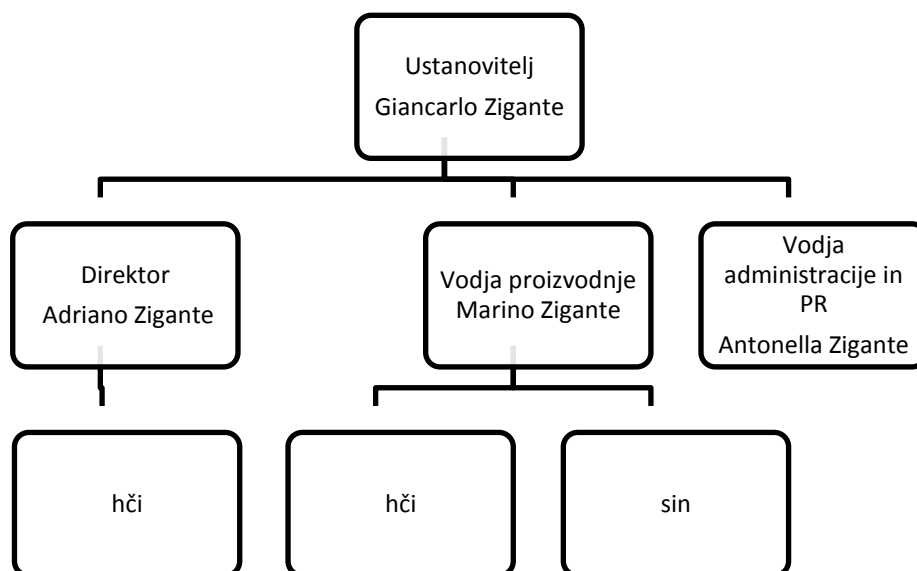 Ustanovitelj
Giancarlo Zigante
Direktor
Adriano Zigante
Vodja proizvodnje
Marino Zigante
Vodja
administracije in
PR
Antonella Zigante
hči
hči
sin